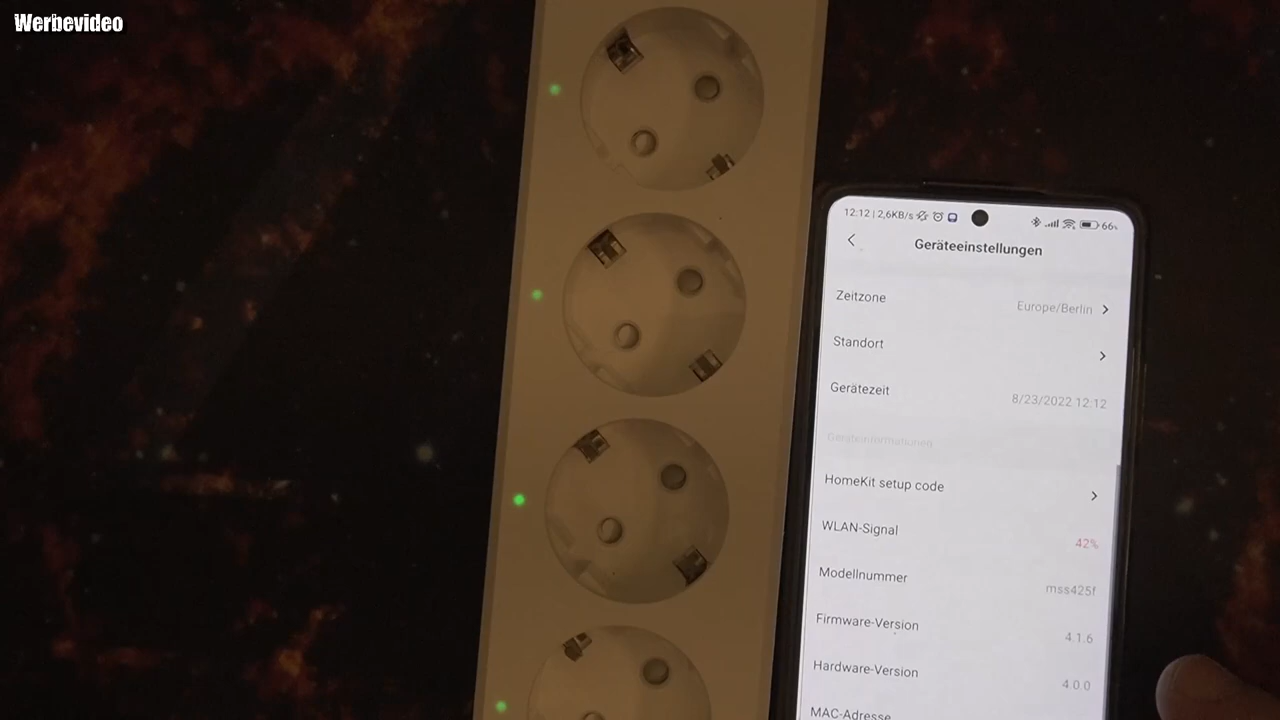 Werbevideo
12:12 | 2,6KB/s
66%
Geräteeinstellungen
Zeitzone
Europe/Berlin
Standort
Gerätezeit
8/23/2022 12:12
Geräteinformationen
HomeKit setup code
WLAN-Signal
42%
Modellnummer
mss425f
Firmware-Version
4.1.6
Hardware-Version
4.0.0
MAC-Adresse